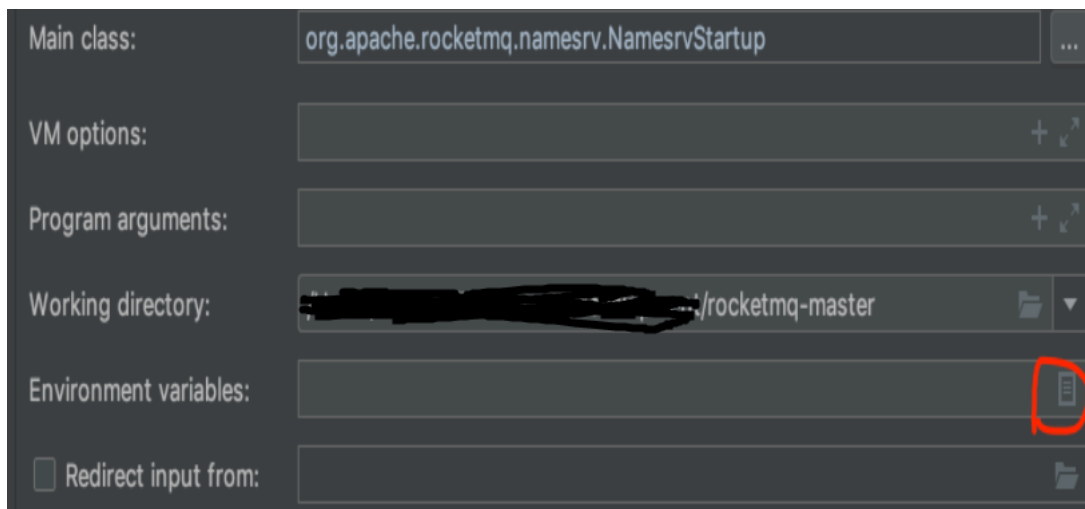 Main class: org.apache.rocketmq.namesrv.NamesrvStartup ...
VM options:
Program arguments:
Working directory: /rocketmq-master
Environment variables:
Redirect input from: